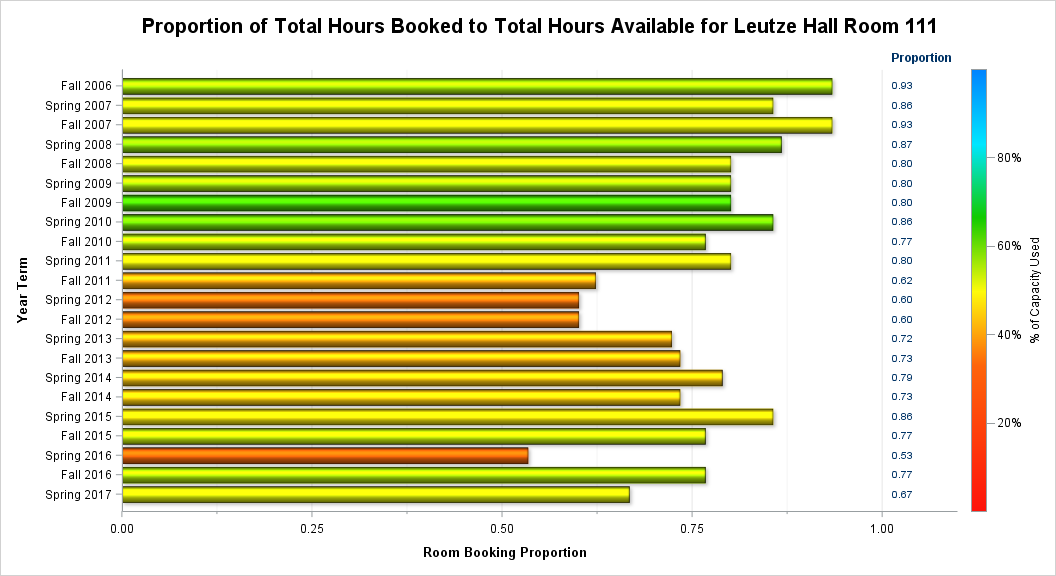 Proportion of Total Hours Booked to Total Hours Available for Leutze Hall Room 111
Proportion
Fall 2006 0.93
Spring 2007 0.86
Fall 2007 0.93
Spring 2008 0.87
Fall 2008 0.80
Spring 2009 0.80
Fall 2009 0.80
Spring 2010 0.86
Fall 2010 0.77
Spring 2011 0.80
Fall 2011 0.62
Spring 2012 0.60
Fall 2012 0.60
Spring 2013 0.72
Fall 2013 0.73
Spring 2014 0.79
Fall 2014 0.73
Spring 2015 0.86
Fall 2015 0.77
Spring 2016 0.53
Fall 2016 0.77
Spring 2017 0.67
Year Term
80%
60%
40%
20%
% of Capacity Used
0.00 0.25 0.50 0.75 1.00
Room Booking Proportion